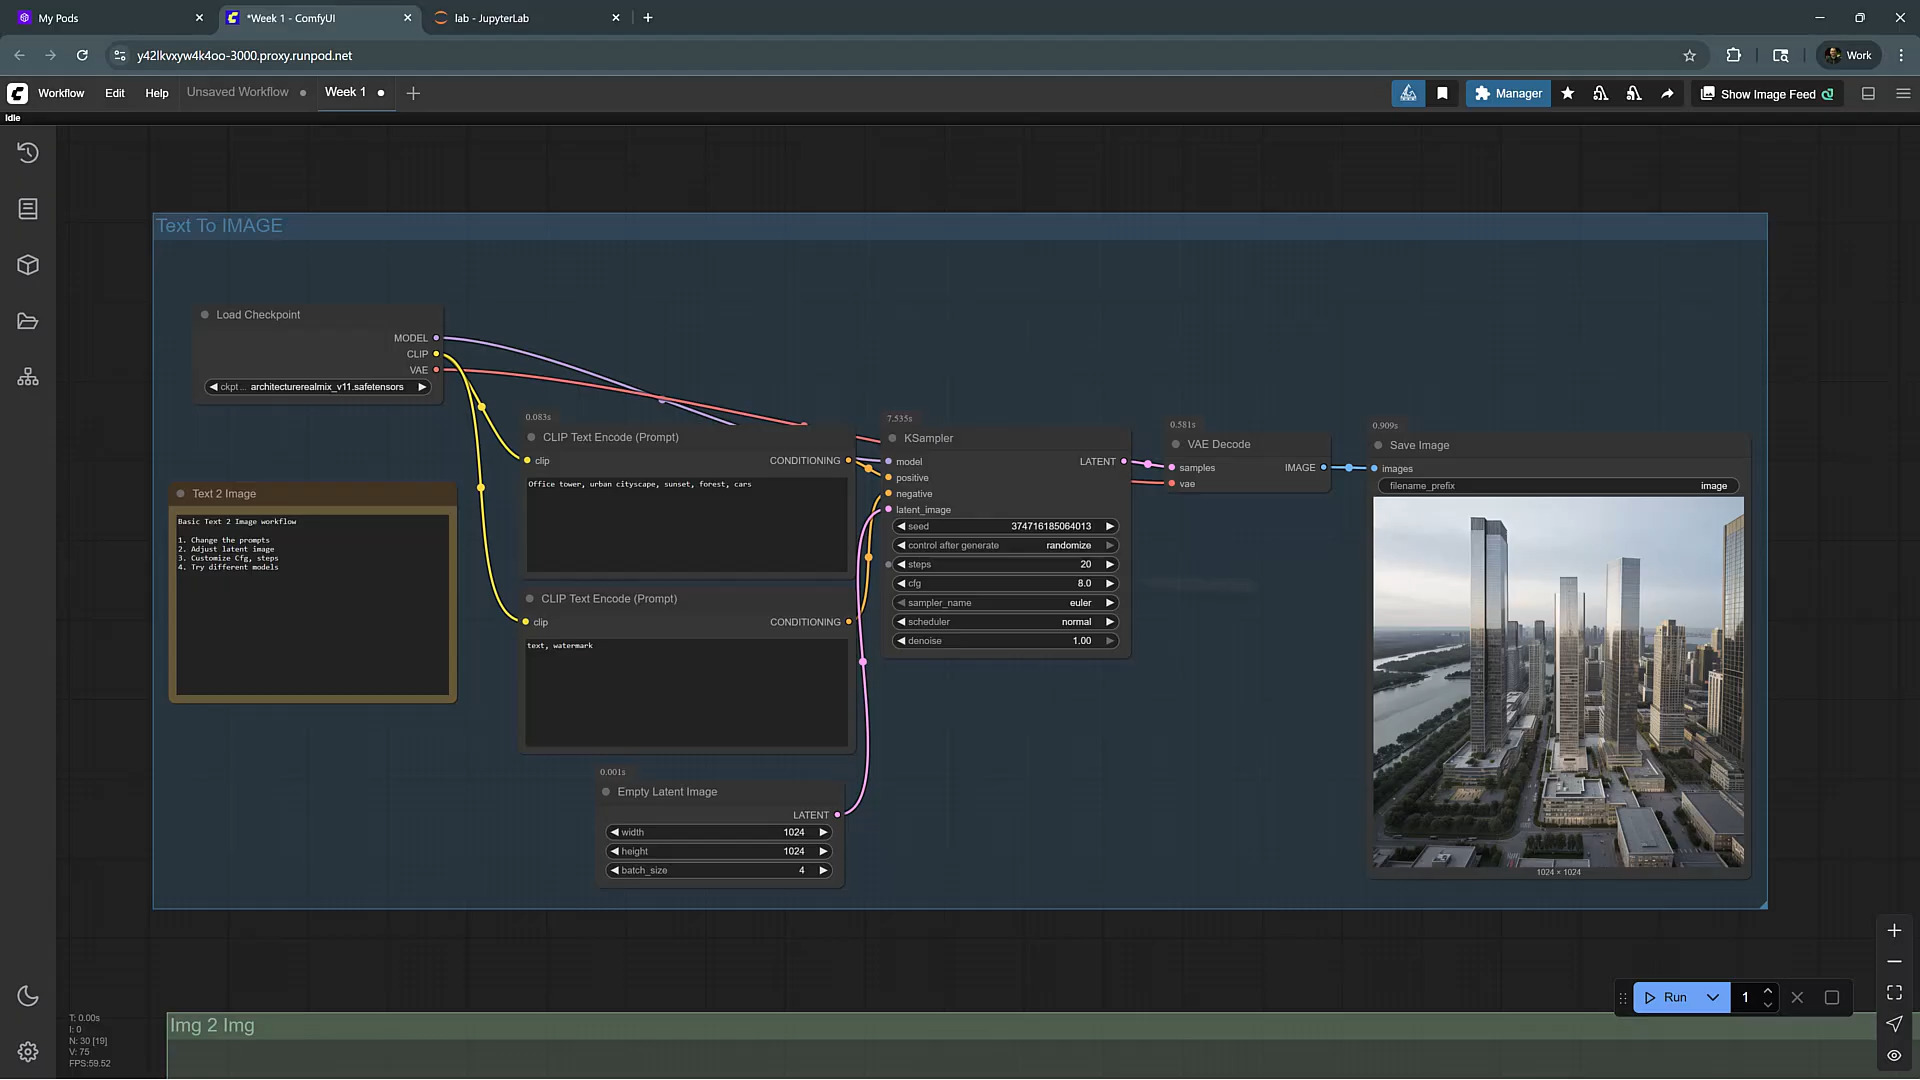 My Pods
*Week 1 - ComfyUI
lab - JupyterLab
y42lkvxyw4k4oo-3000.proxy.runpod.net
Work
Workflow
Edit
Help
Unsaved Workflow
Week 1
Manager
Show Image Feed
Idle
Text To IMAGE
Load Checkpoint
MODEL
CLIP
VAE
ckpt ... architecturerealmix_v11.safetensors
Text 2 Image
Basic Text 2 Image workflow
1. Change the prompts
2. Adjust latent image
3. Customize Cfg, steps
4. Try different models
0.083s
CLIP Text Encode (Prompt)
clip
CONDITIONING
Office tower, urban cityscape, sunset, forest, cars
CLIP Text Encode (Prompt)
clip
CONDITIONING
text, watermark
0.001s
Empty Latent Image
LATENT
width 1024
height 1024
batch_size 4
7.535s
KSampler
model
LATENT
positive
negative
latent_image
seed 374716185064013
control after generate randomize
steps 20
cfg 8.0
sampler_name euler
scheduler normal
denoise 1.00
0.581s
VAE Decode
samples
IMAGE
vae
0.909s
Save Image
images
filename_prefix image
1024 × 1024
Run
1
Img 2 Img
T: 0.00s
I: 0
N: 30 [19]
V: 75
FPS:59.52